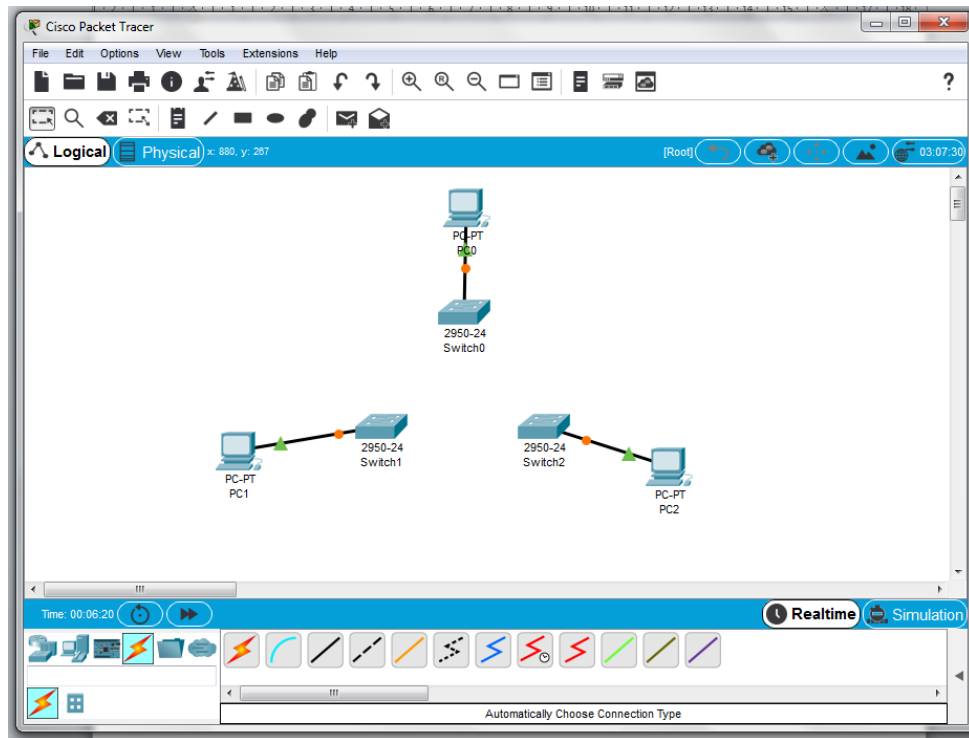 Cisco Packet Tracer
File Edit Options View Tools Extensions Help
?
Logical Physical x: 880, y: 267 [Root] 03:07:30
PC-PT
PC0
2950-24
Switch0
2950-24
Switch1
2950-24
Switch2
PC-PT
PC1
PC-PT
PC2
Time: 00:06:20 Realtime Simulation
Automatically Choose Connection Type